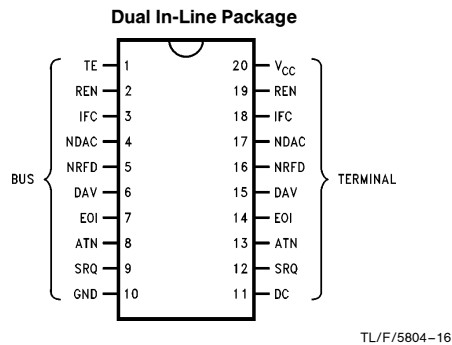 Dual In-Line Package
TE 1 20 VCC
REN 2 19 REN
IFC 3 18 IFC
NDAC 4 17 NDAC
NRFD 5 16 NRFD
BUS DAV 6 15 DAV TERMINAL
EOI 7 14 EOI
ATN 8 13 ATN
SRQ 9 12 SRQ
GND 10 11 DC
TL/F/5804–16